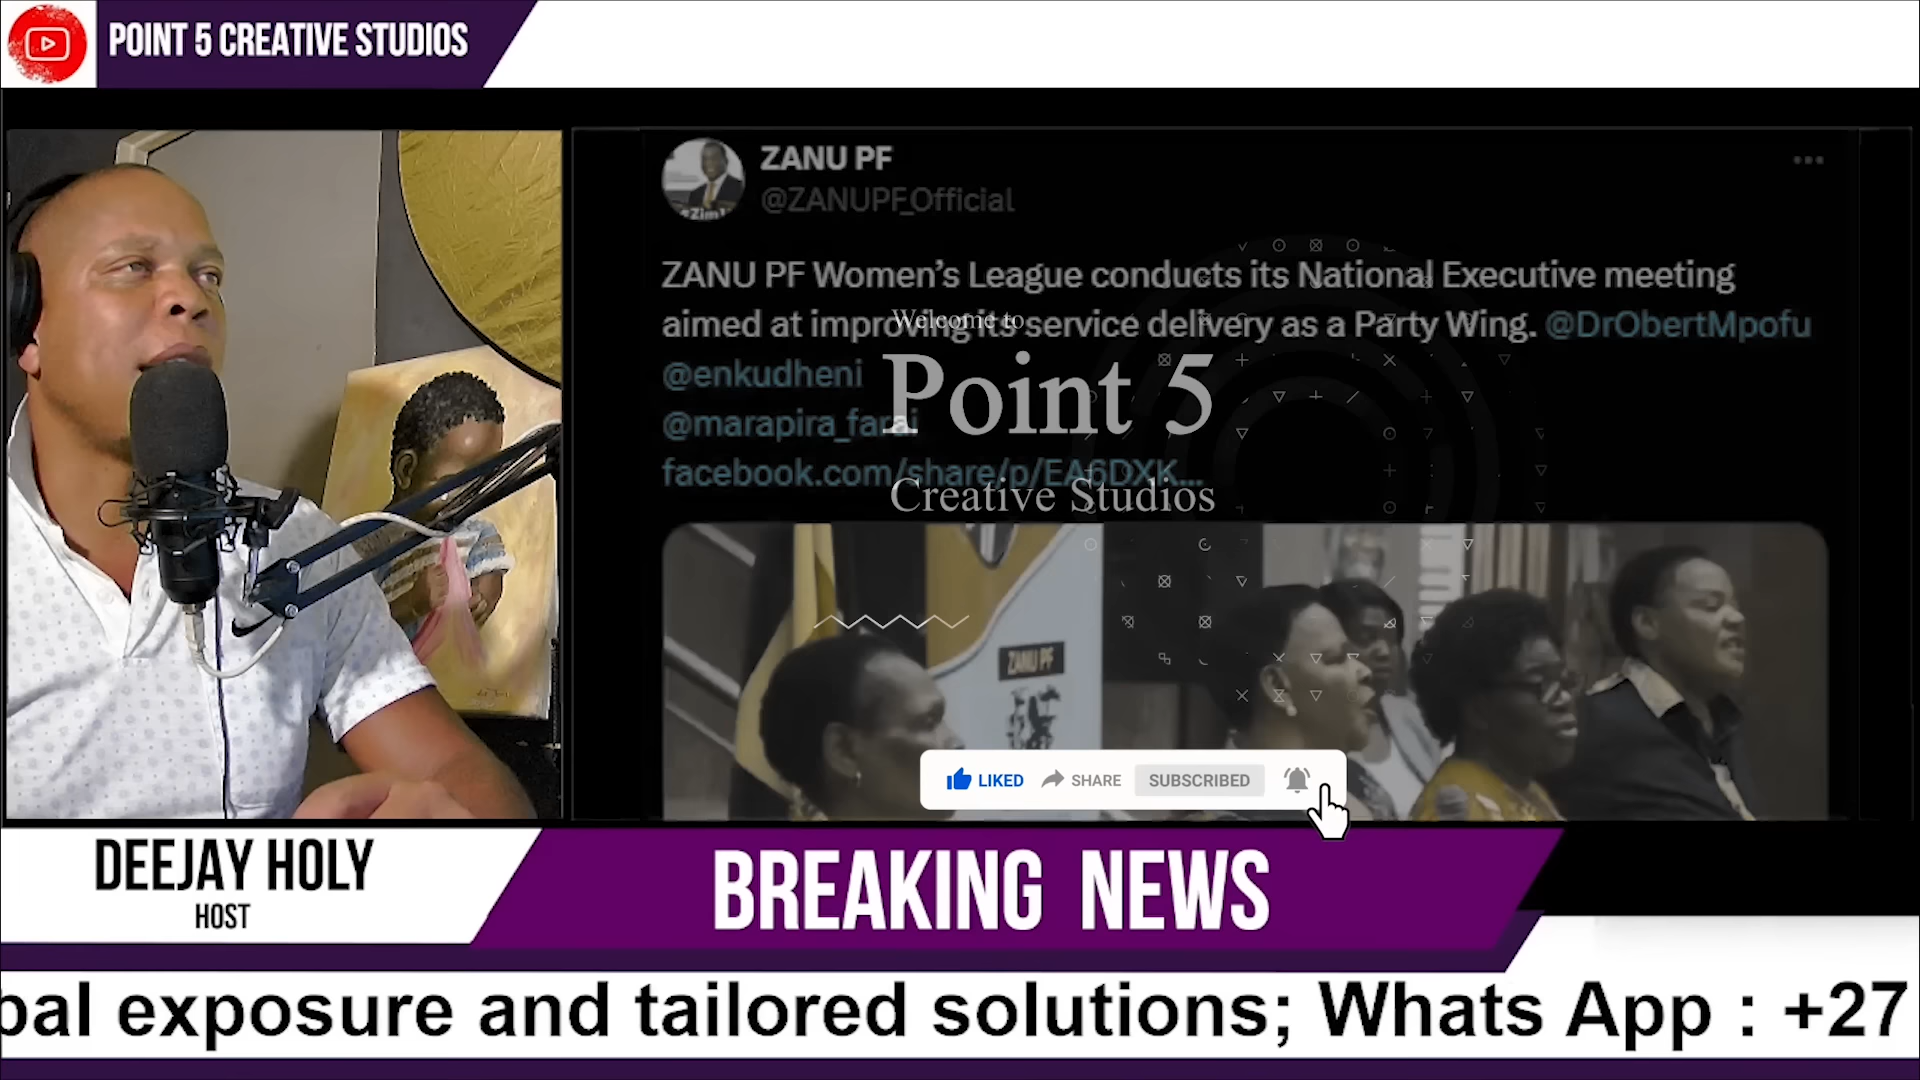 POINT 5 CREATIVE STUDIOS
ZANU PF
@ZANUPF_Official
#Zim1
ZANU PF Women's League conducts its National Executive meeting
aimed at improving its service delivery as a Party Wing. @DrObertMpofu
@enkudheni
@marapira_farai
facebook.com/share/p/EA6DXK...
Welcome to
Point 5
Creative Studios
ZANU PF
LIKED SHARE SUBSCRIBED
DEEJAY HOLY
HOST
BREAKING NEWS
exposure and tailored solutions; Whats App : +27